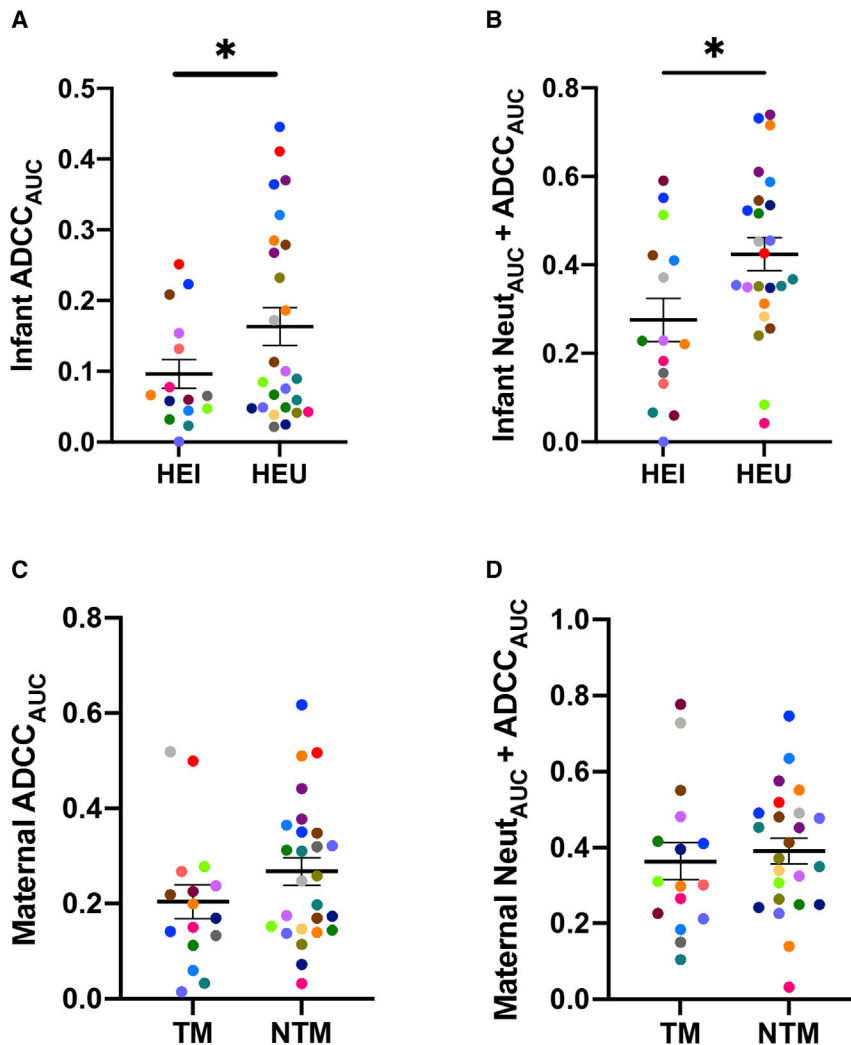 A
*
Infant ADCC_AUC
0.5
0.4
0.3
0.2
0.1
0.0
HEI HEU
B
*
Infant Neut_AUC + ADCC_AUC
0.8
0.6
0.4
0.2
0.0
HEI HEU
C
Maternal ADCC_AUC
0.8
0.6
0.4
0.2
0.0
TM NTM
D
Maternal Neut_AUC + ADCC_AUC
1.0
0.8
0.6
0.4
0.2
0.0
TM NTM